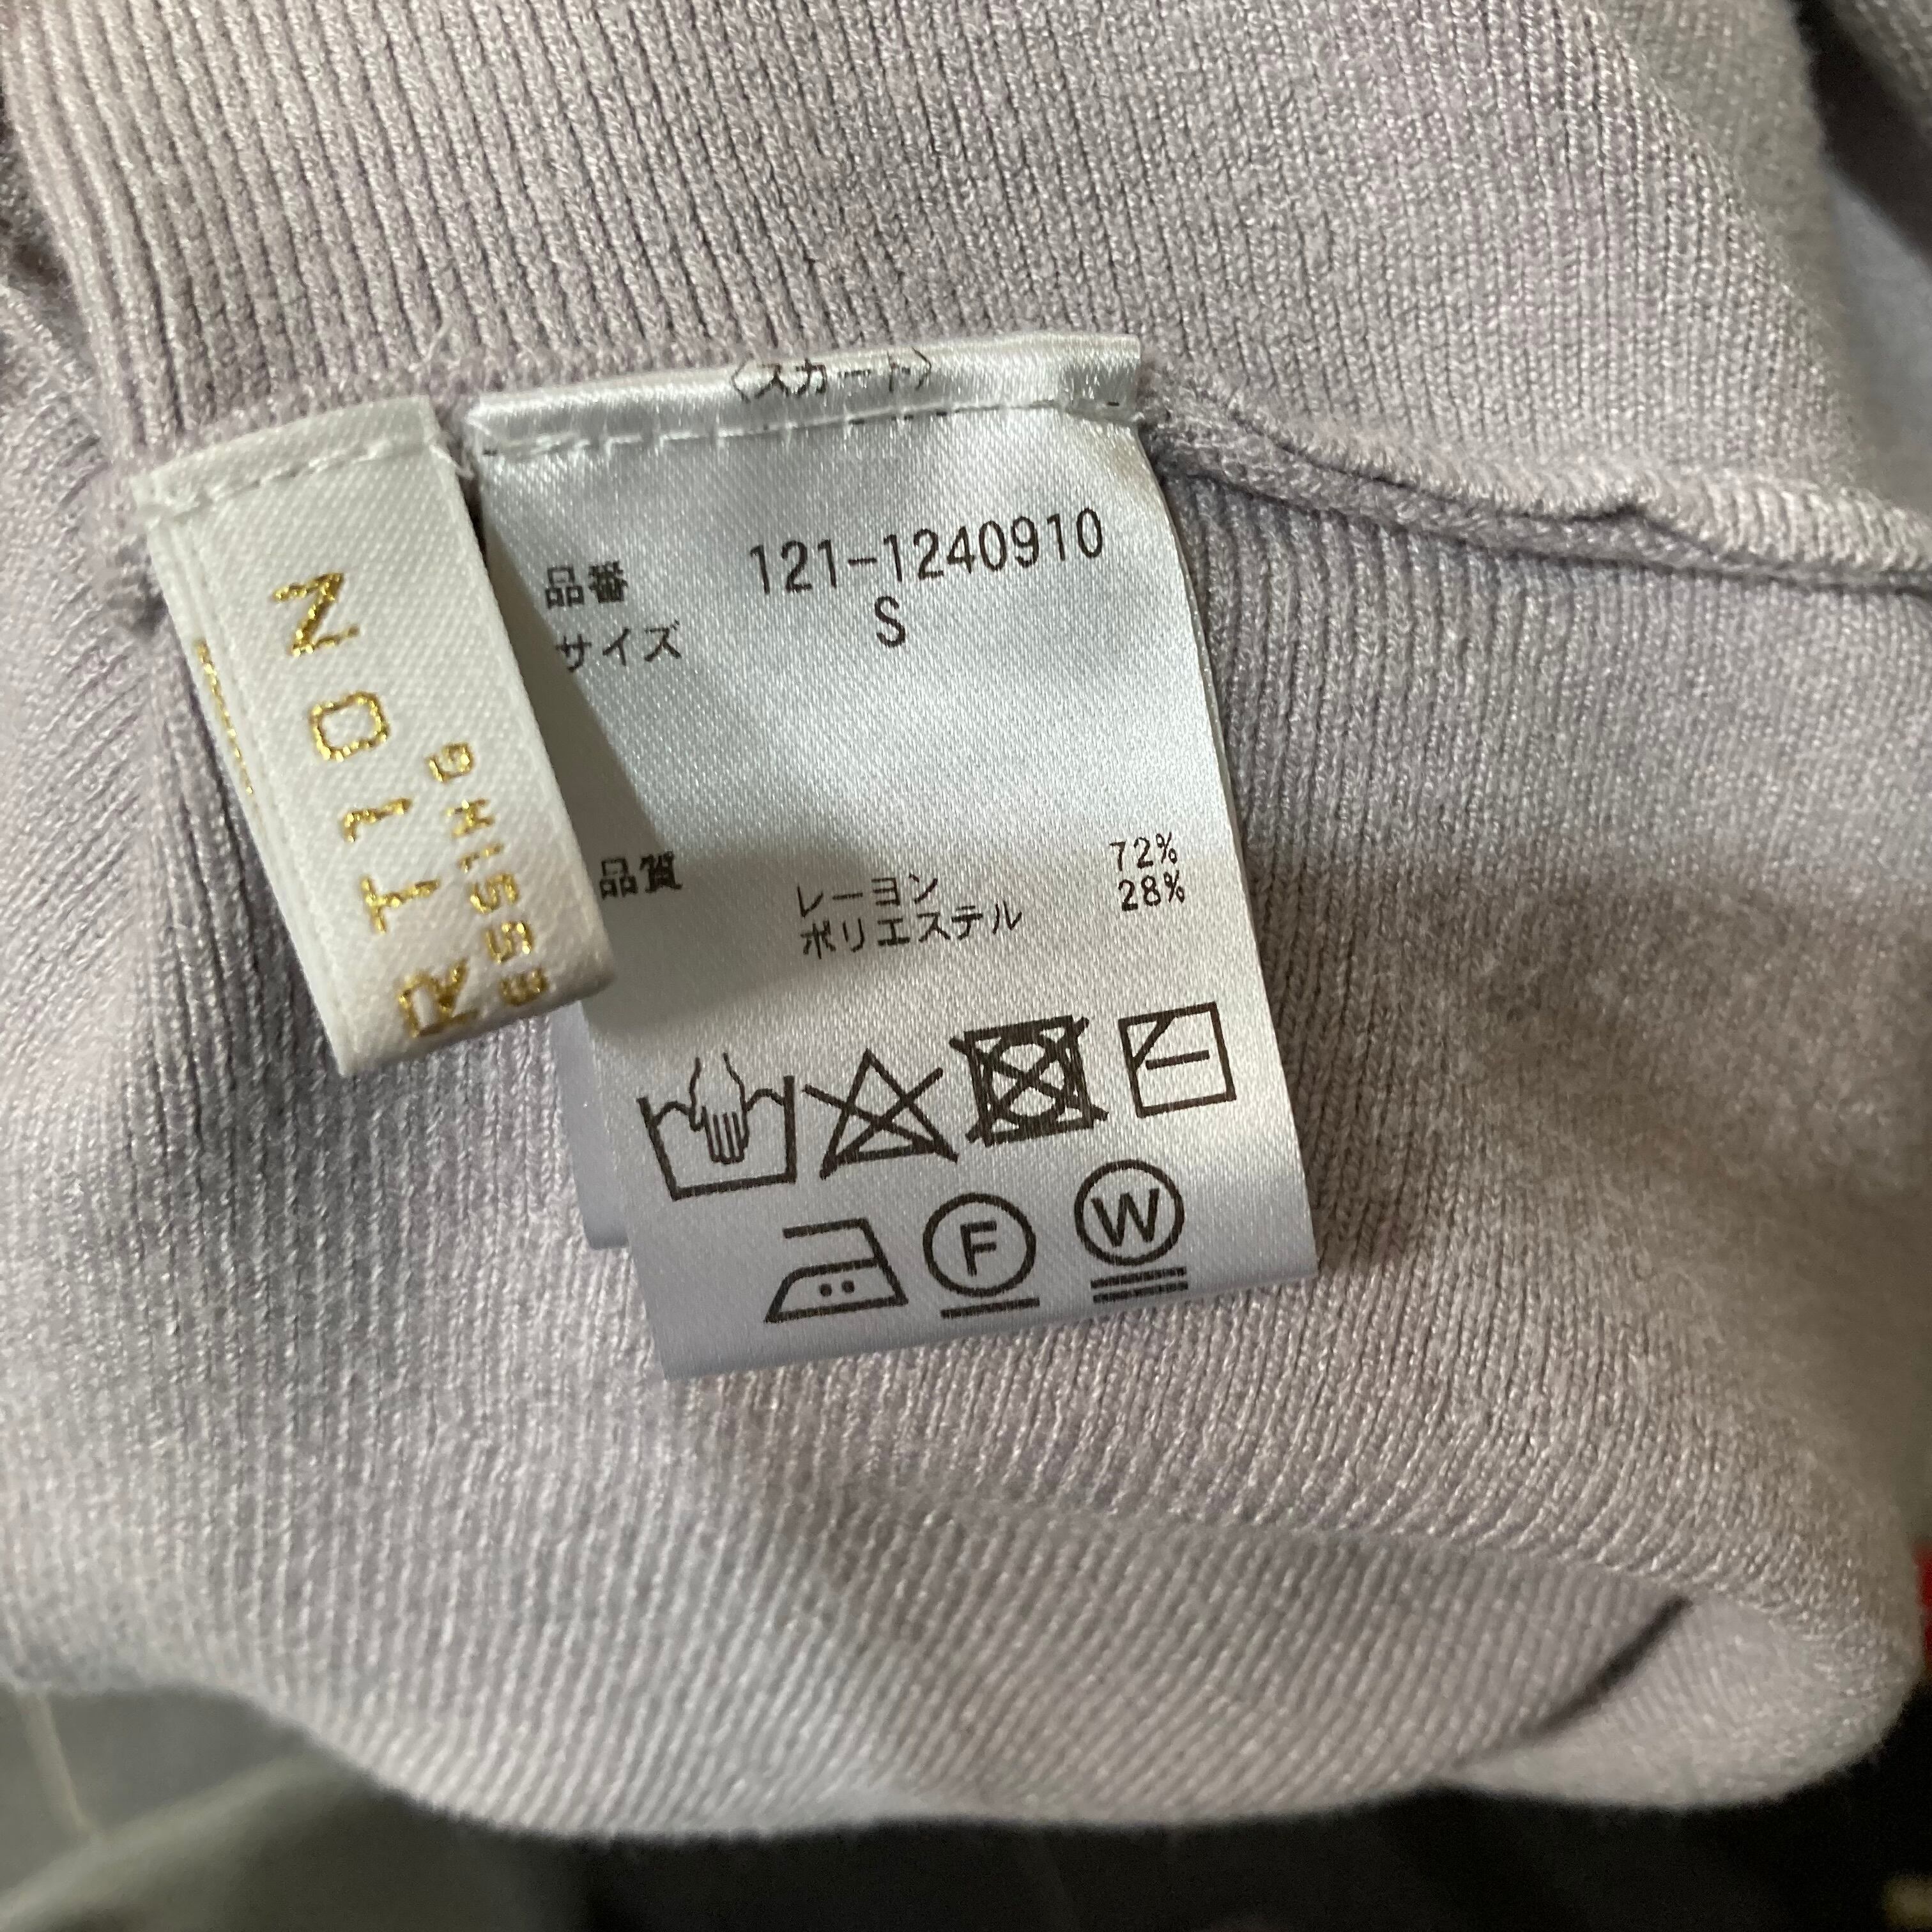 〈スカート〉
品番 121-1240910
サイズ S
品質
レーヨン 72%
ポリエステル 28%
F
W
NOIR